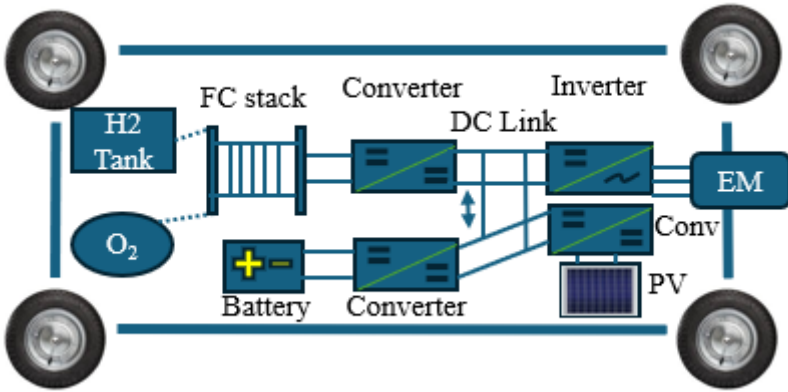 FC stack
Converter
Inverter
H2
Tank
DC Link
EM
O₂
Conv
Battery
Converter
PV